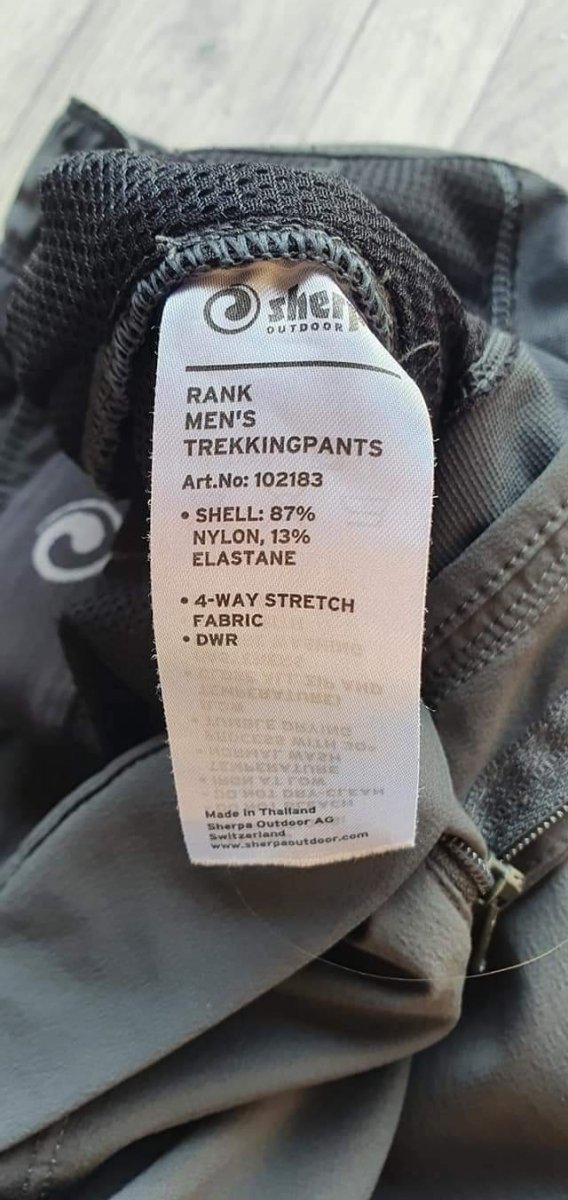 sherp
OUTDOOR
RANK
MEN'S
TREKKINGPANTS
Art.No: 102183
• SHELL: 87%
NYLON, 13%
ELASTANE
• 4-WAY STRETCH
FABRIC
• DWR
Made in Thailand
Sherpa Outdoor AG
Switzerland
www.sherpaoutdoor.com